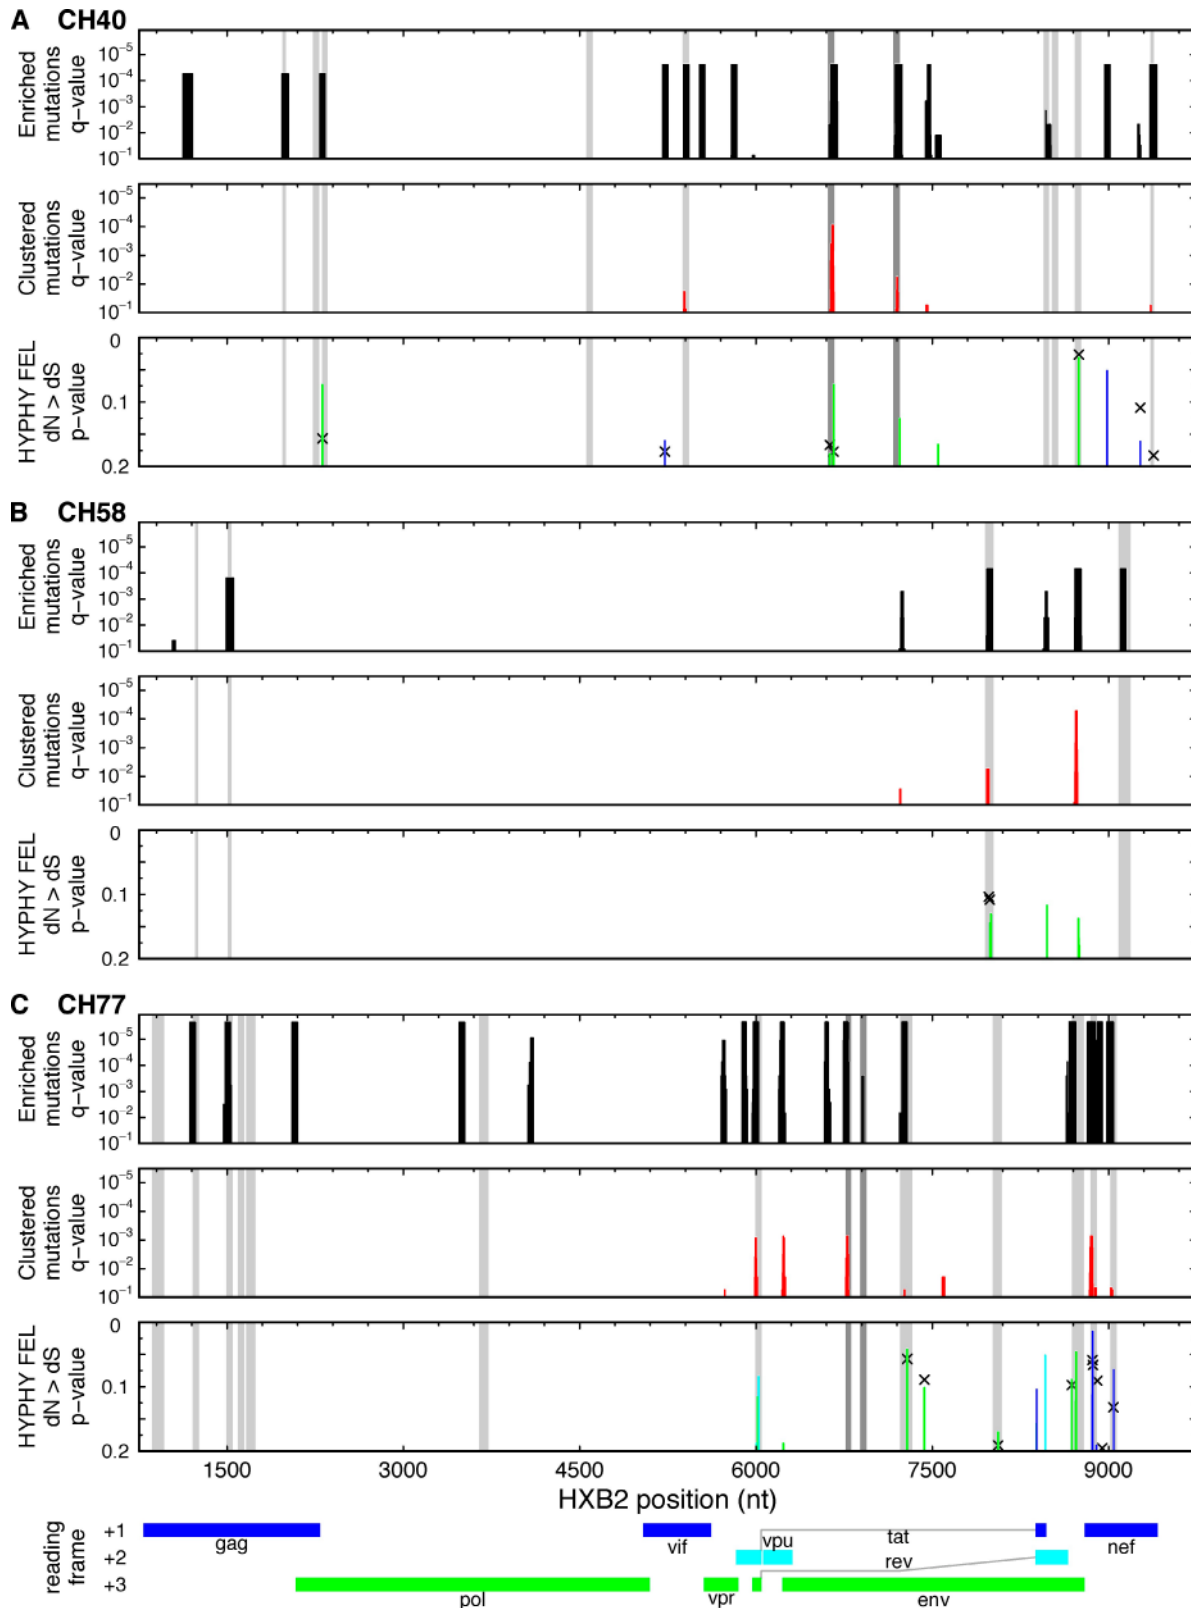 A CH40
Enriched
mutations
q-value
10⁻⁵
10⁻⁴
10⁻³
10⁻²
10⁻¹
Clustered
mutations
q-value
10⁻⁵
10⁻⁴
10⁻³
10⁻²
10⁻¹
HYPHY FEL
dN > dS
p-value
0
0.1
0.2
B CH58
Enriched
mutations
q-value
10⁻⁵
10⁻⁴
10⁻³
10⁻²
10⁻¹
Clustered
mutations
q-value
10⁻⁵
10⁻⁴
10⁻³
10⁻²
10⁻¹
HYPHY FEL
dN > dS
p-value
0
0.1
0.2
C CH77
Enriched
mutations
q-value
10⁻⁵
10⁻⁴
10⁻³
10⁻²
10⁻¹
Clustered
mutations
q-value
10⁻⁵
10⁻⁴
10⁻³
10⁻²
10⁻¹
HYPHY FEL
dN > dS
p-value
0
0.1
0.2
1500 3000 4500 6000 7500 9000
HXB2 position (nt)
reading
frame
+1
+2
+3
gag vif tat nef
vpu rev
pol vpr env